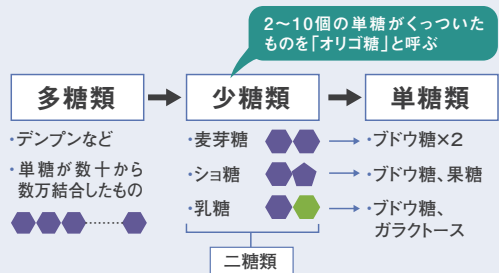 2〜10個の単糖がくっついた
ものを「オリゴ糖」と呼ぶ
多糖類
少糖類
単糖類
・デンプンなど
・単糖が数十から
数万結合したもの
・麦芽糖
・ショ糖
・乳糖
・ブドウ糖×2
・ブドウ糖、果糖
・ブドウ糖、
ガラクトース
二糖類